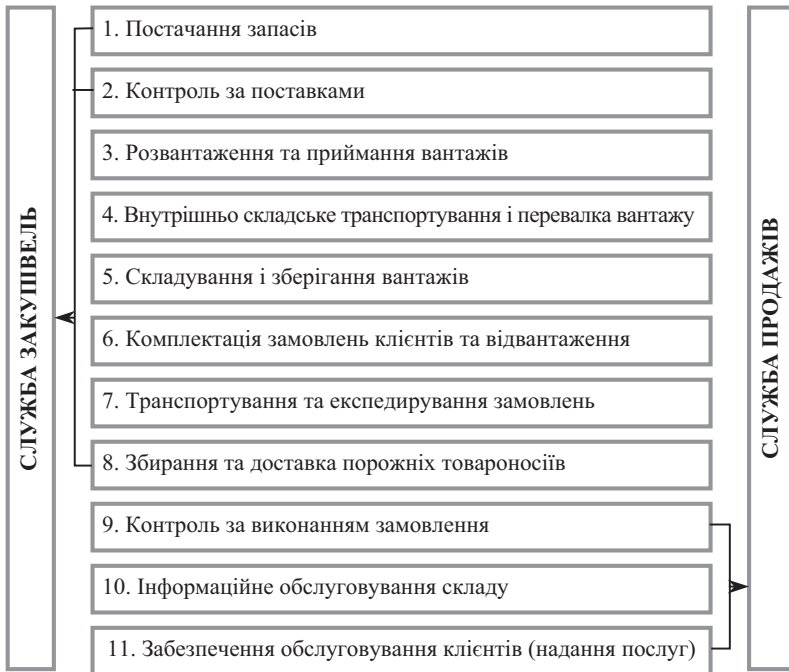 СЛУЖБА ЗАКУПІВЕЛЬ
1. Постачання запасів
2. Контроль за поставками
3. Розвантаження та приймання вантажів
4. Внутрішньо складське транспортування і перевалка вантажу
5. Складування і зберігання вантажів
6. Комплектація замовлень клієнтів та відвантаження
7. Транспортування та експедирування замовлень
8. Збирання та доставка порожніх товароносіїв
9. Контроль за виконанням замовлення
10. Інформаційне обслуговування складу
11. Забезпечення обслуговування клієнтів (надання послуг)
СЛУЖБА ПРОДАЖІВ